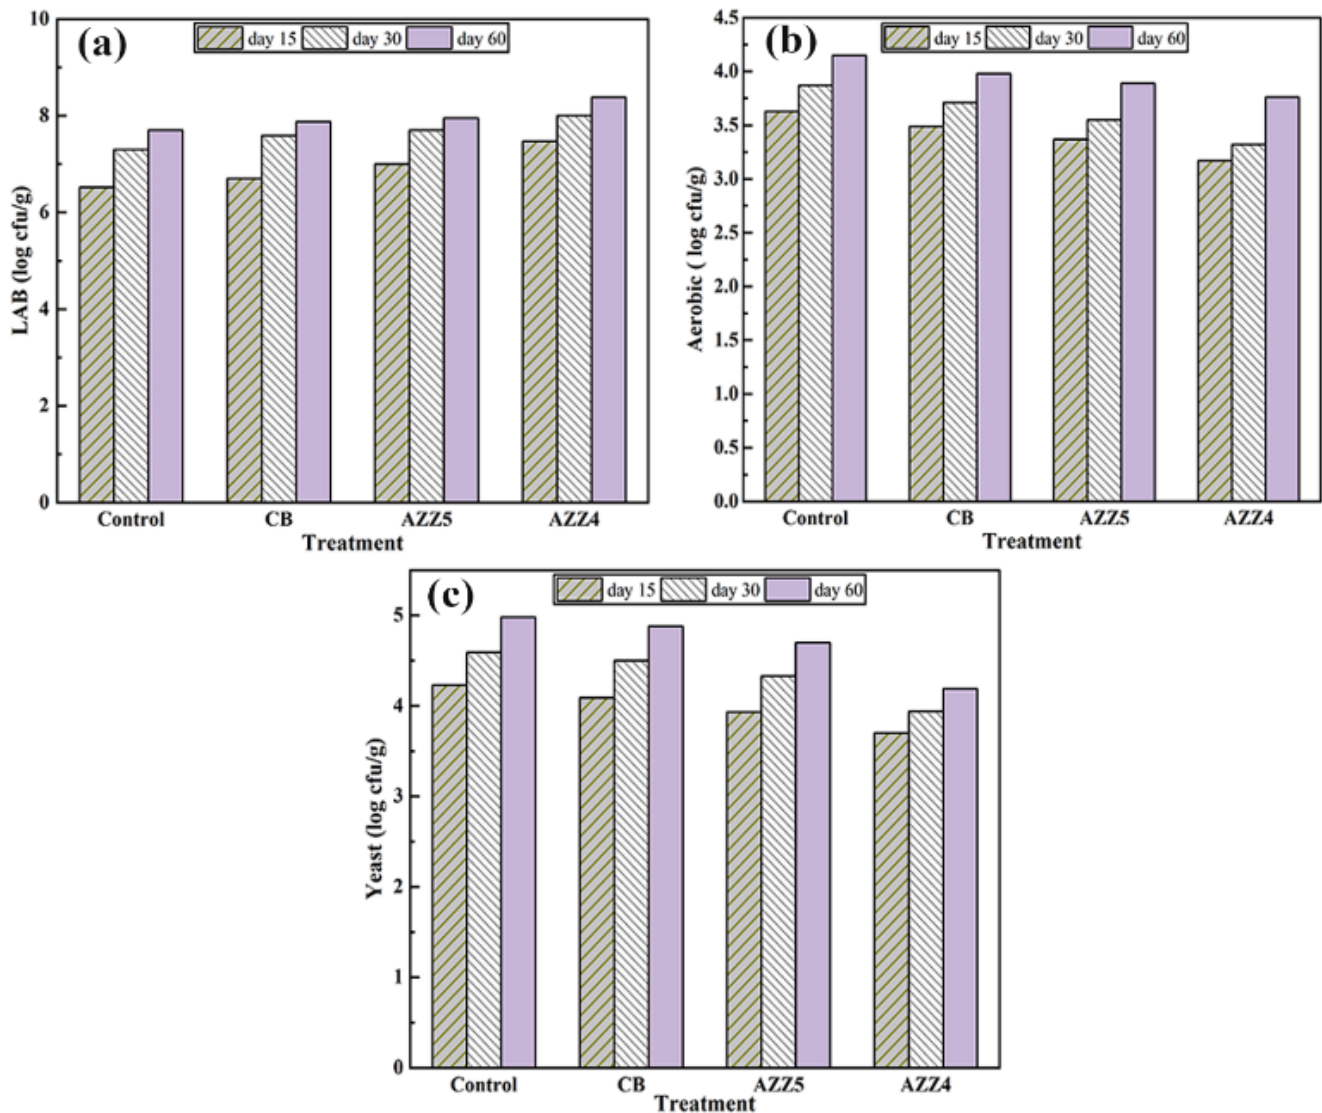 (a)
day 15 day 30 day 60
10
8
6
4
2
0
LAB (log cfu/g)
Control CB AZZ5 AZZ4
Treatment
(b)
day 15 day 30 day 60
4.5
4.0
3.5
3.0
2.5
2.0
1.5
1.0
0.5
0.0
Aerobic ( log cfu/g)
Control CB AZZ5 AZZ4
Treatment
(c)
day 15 day 30 day 60
5
4
3
2
1
0
Yeast (log cfu/g)
Control CB AZZ5 AZZ4
Treatment